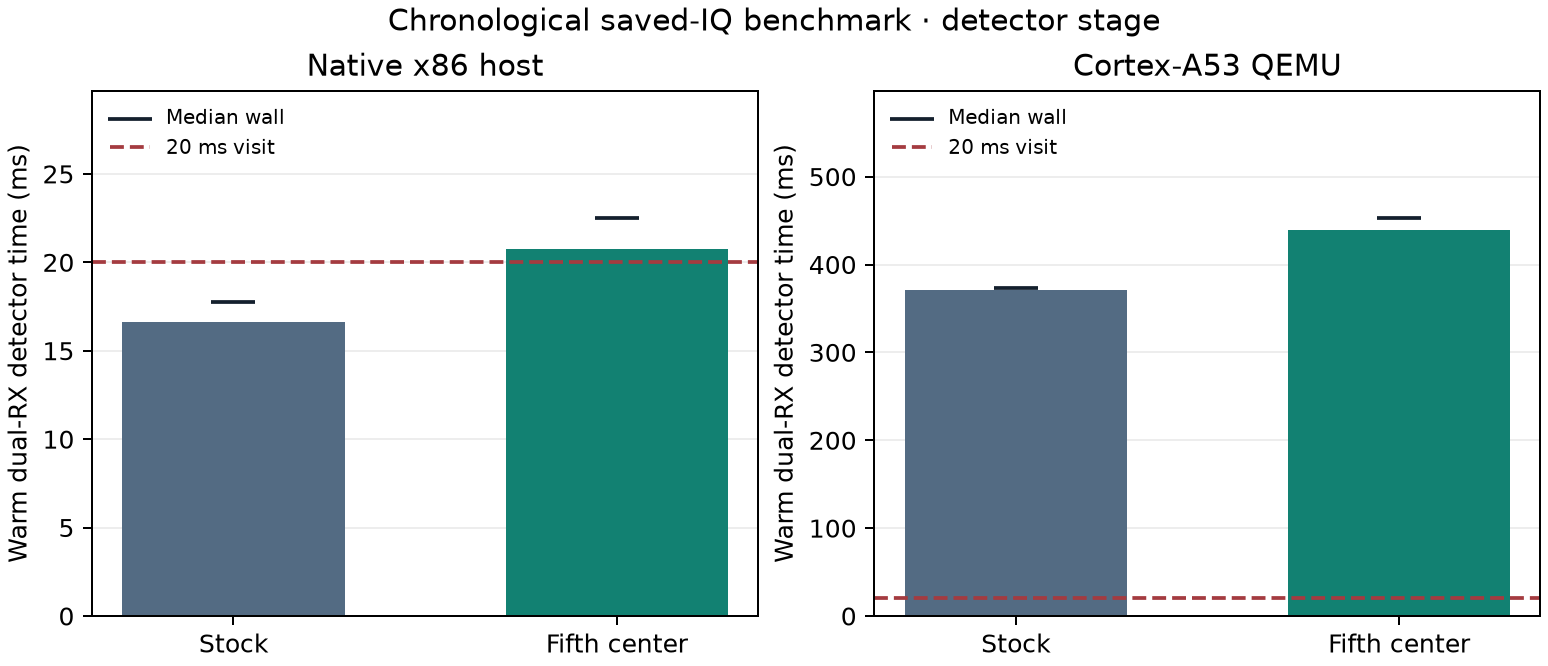 Chronological saved-IQ benchmark · detector stage
Native x86 host
Warm dual-RX detector time (ms)
Median wall
20 ms visit
25
20
15
10
5
0
Stock
Fifth center
Cortex-A53 QEMU
Warm dual-RX detector time (ms)
Median wall
20 ms visit
500
400
300
200
100
0
Stock
Fifth center